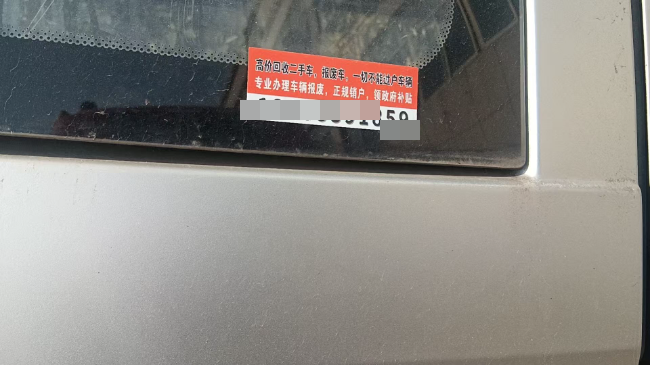 高价回收二手车,报废车,一切不能过户车辆
专业办理车辆报废,正规销户,领政府补贴